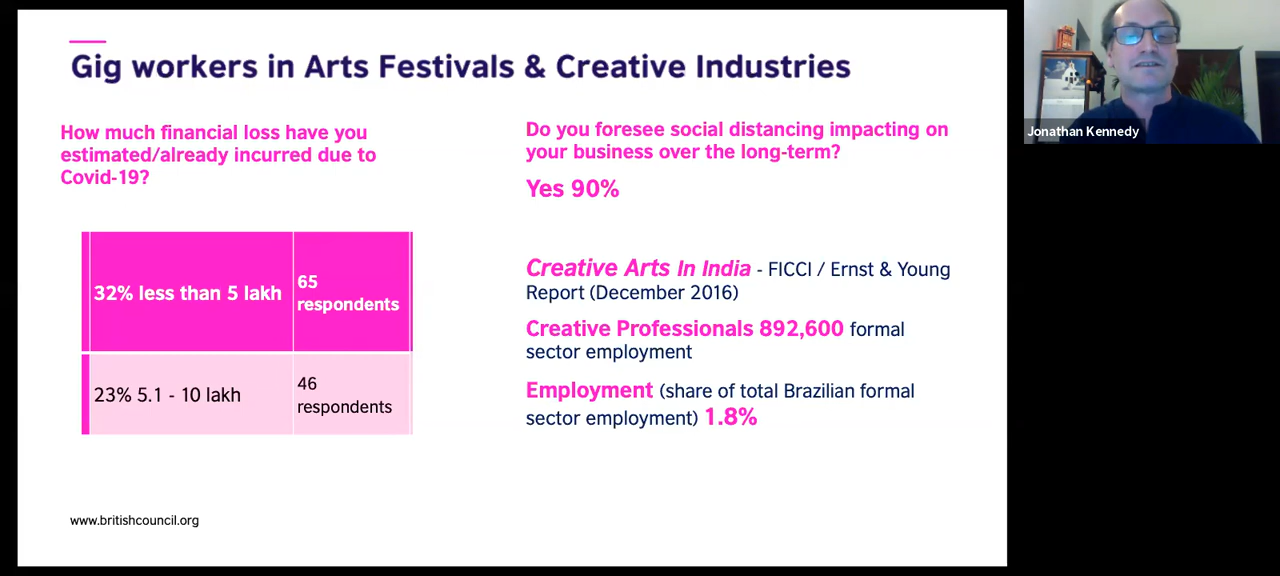 Gig workers in Arts Festivals & Creative Industries
How much financial loss have you
estimated/already incurred due to
Covid-19?
32% less than 5 lakh
65
respondents
23% 5.1 - 10 lakh
46
respondents
Do you foresee social distancing impacting on
your business over the long-term?
Yes 90%
Creative Arts In India - FICCI / Ernst & Young
Report (December 2016)
Creative Professionals 892,600 formal
sector employment
Employment (share of total Brazilian formal
sector employment) 1.8%
www.britishcouncil.org
Jonathan Kennedy